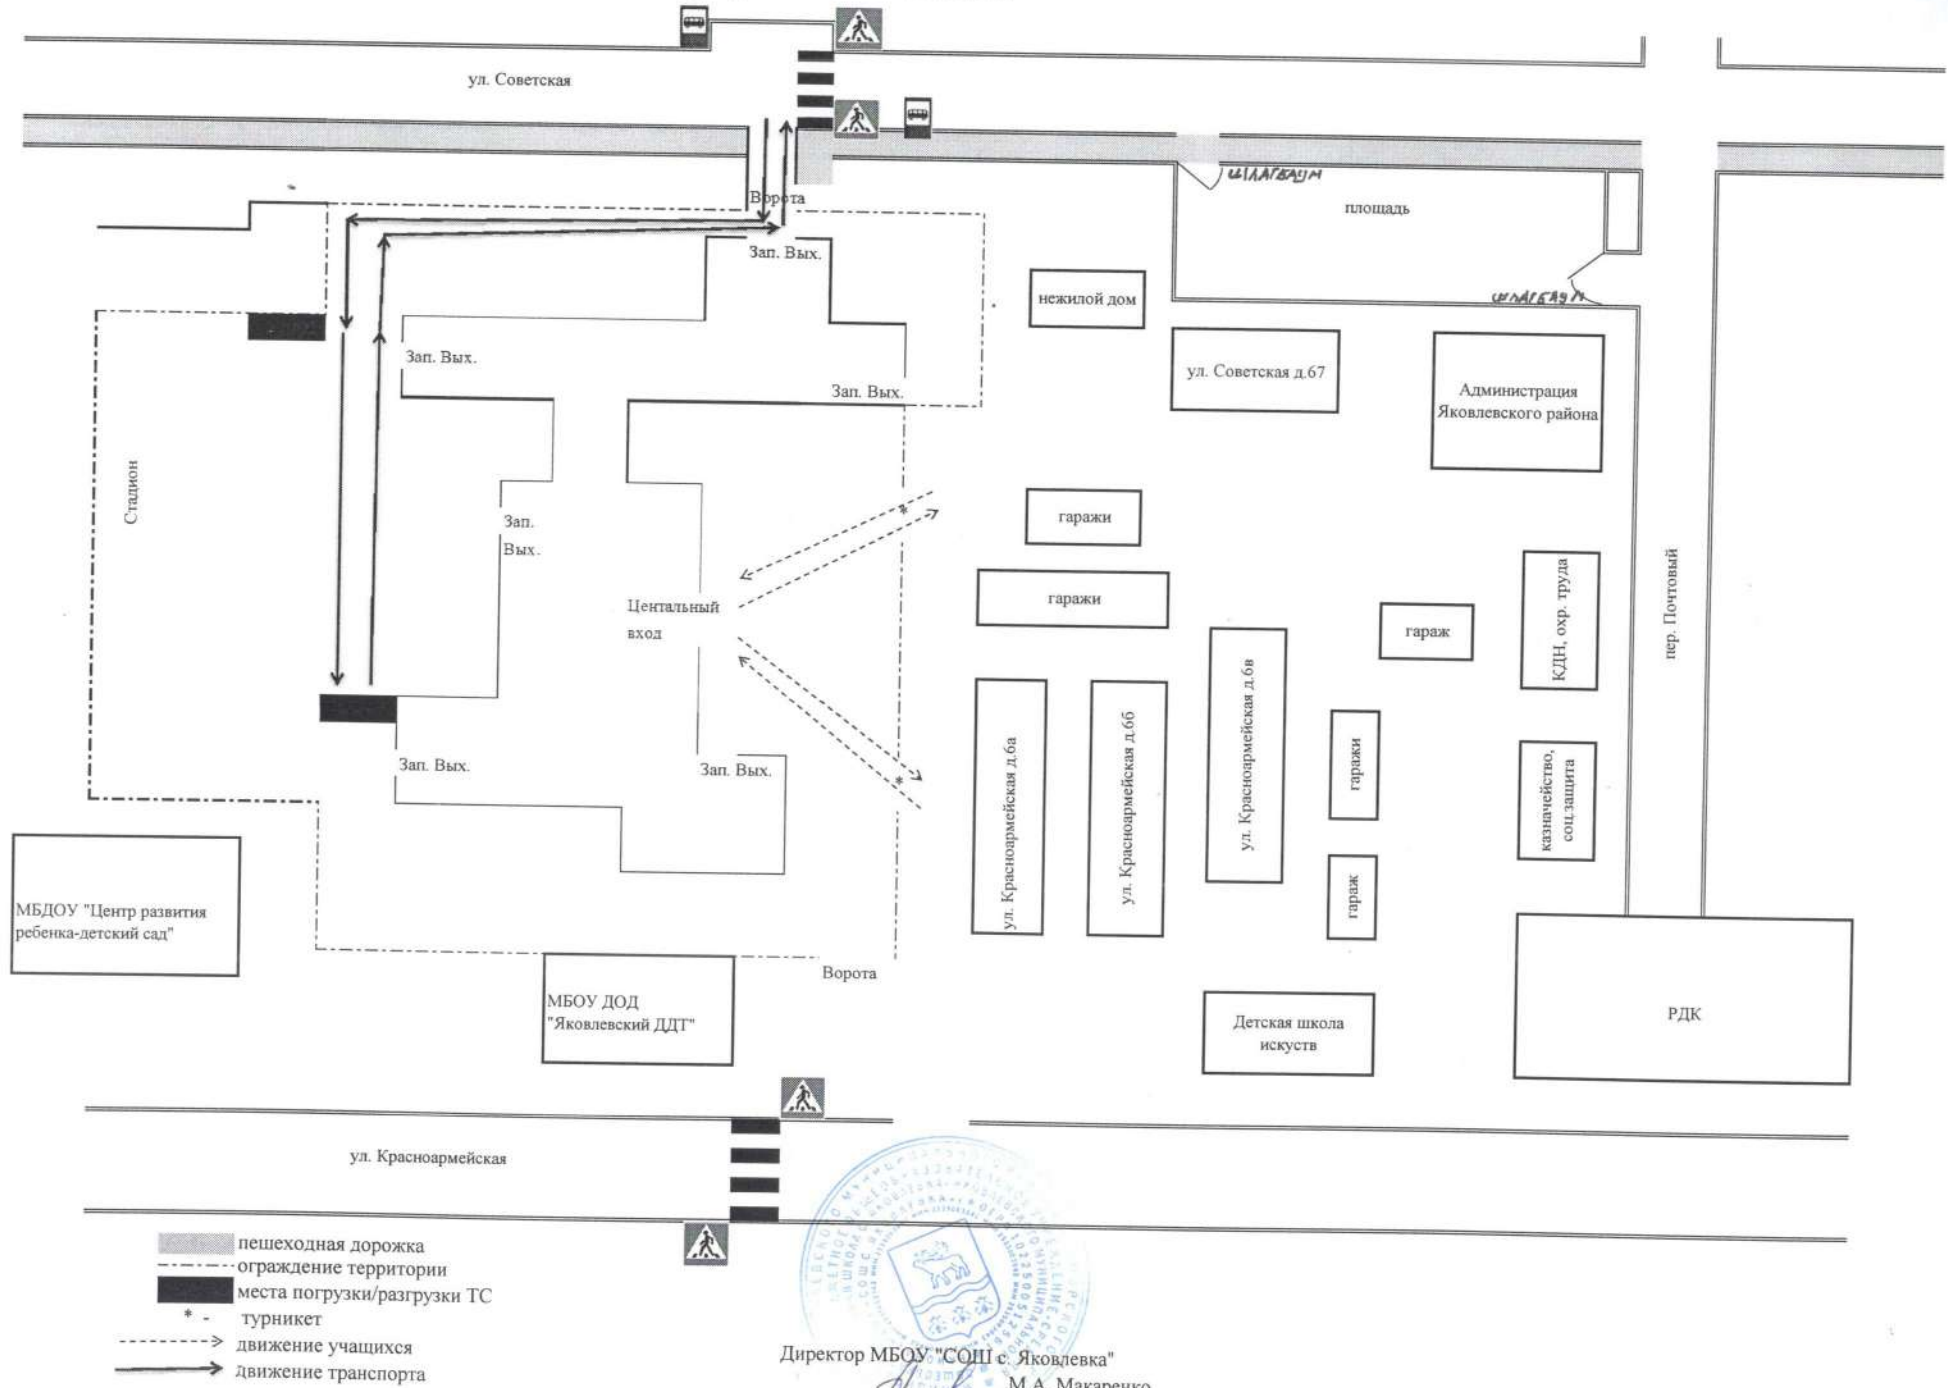 ул. Советская
Ворота
шлагбаум
площадь
Зап. Вых.
шлагбаум
нежилой дом
Зап. Вых.
ул. Советская д.67
Зап. Вых.
Администрация
Яковлевского района
Стадион
Зап.
Вых.
гаражи
гаражи
Центальный
вход
гараж
КДН, охр. труда
пер. Почтовый
ул. Красноармейская д.6а
ул. Красноармейская д.6б
ул. Красноармейская д.6в
гаражи
казначейство,
соц.защита
Зап. Вых.
Зап. Вых.
гараж
МБДОУ "Центр развития
ребенка-детский сад"
Ворота
МБОУ ДОД
"Яковлевский ДДТ"
Детская школа
искуств
РДК
ул. Красноармейская
пешеходная дорожка
ограждение территории
места погрузки/разгрузки ТС
* - турникет
движение учащихся
движение транспорта
Директор МБОУ "СОШ с. Яковлевка"
М.А. Макаренко